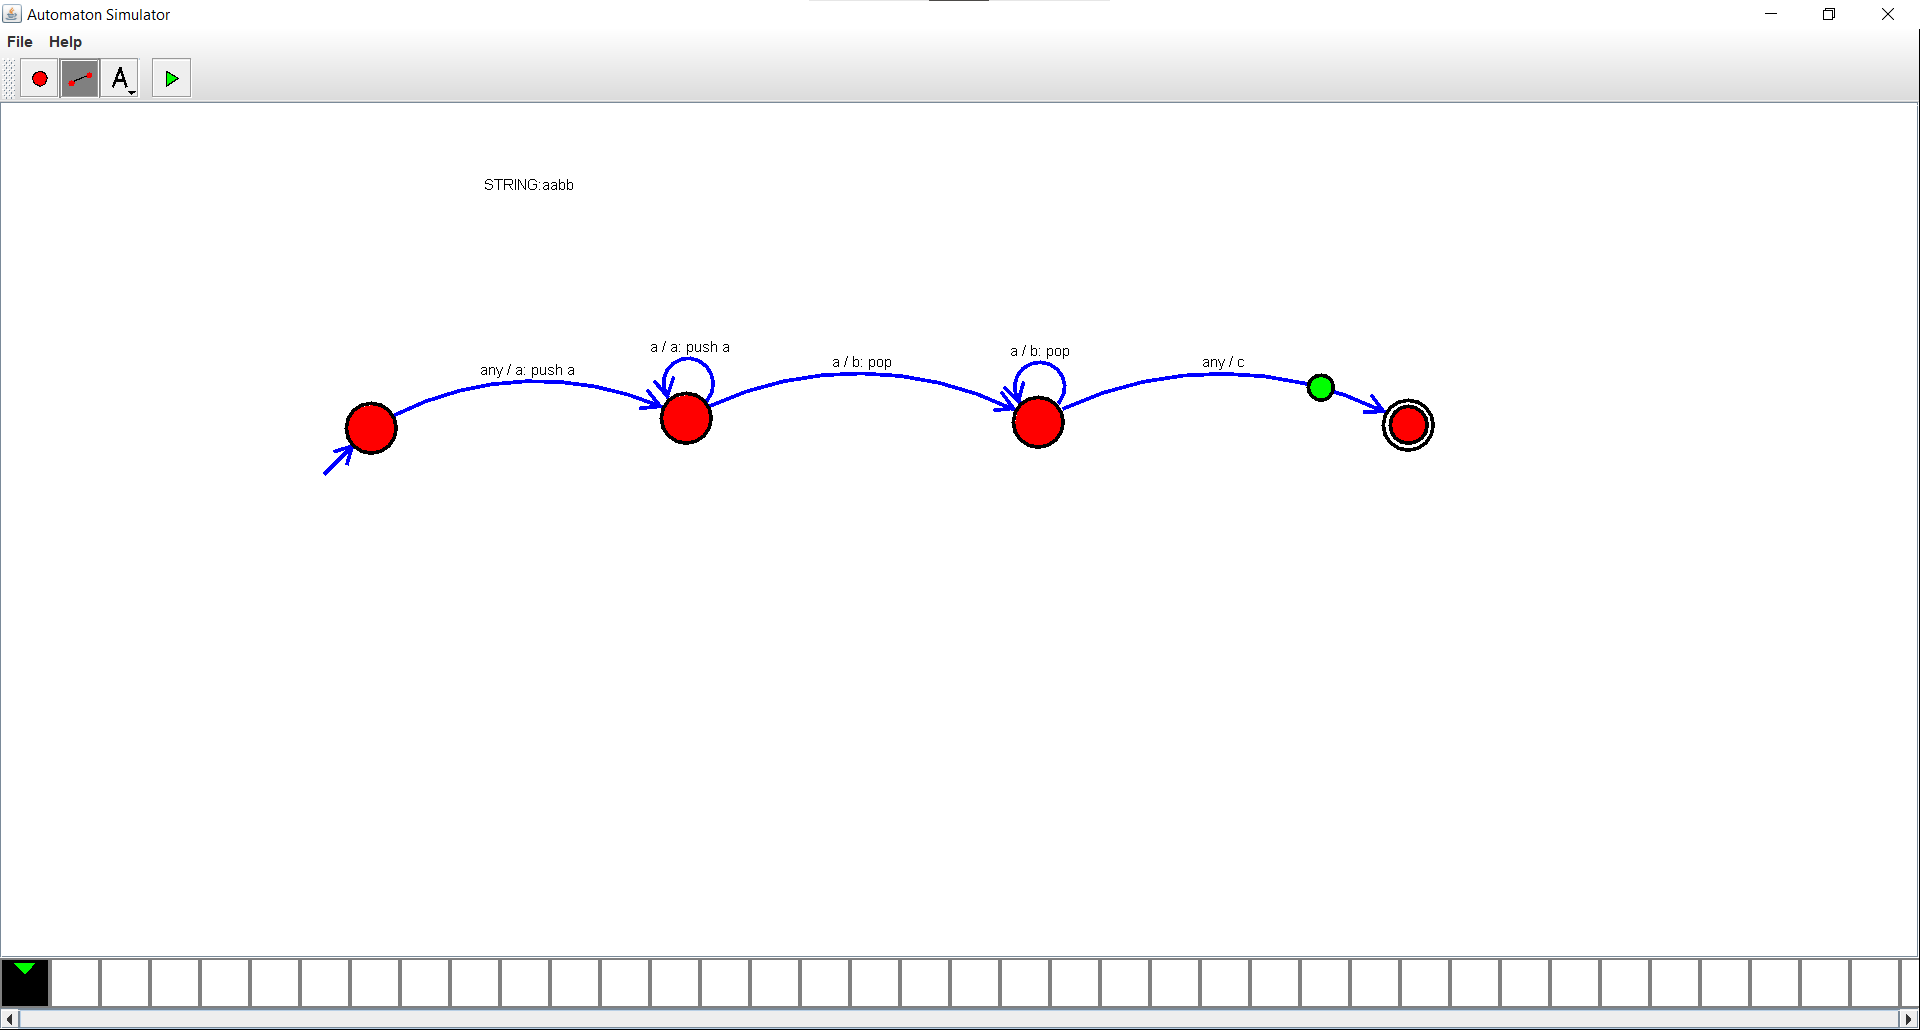 Automaton Simulator
File Help
A
STRING:aabb
any / a: push a
a / a: push a
a / b: pop
a / b: pop
any / c